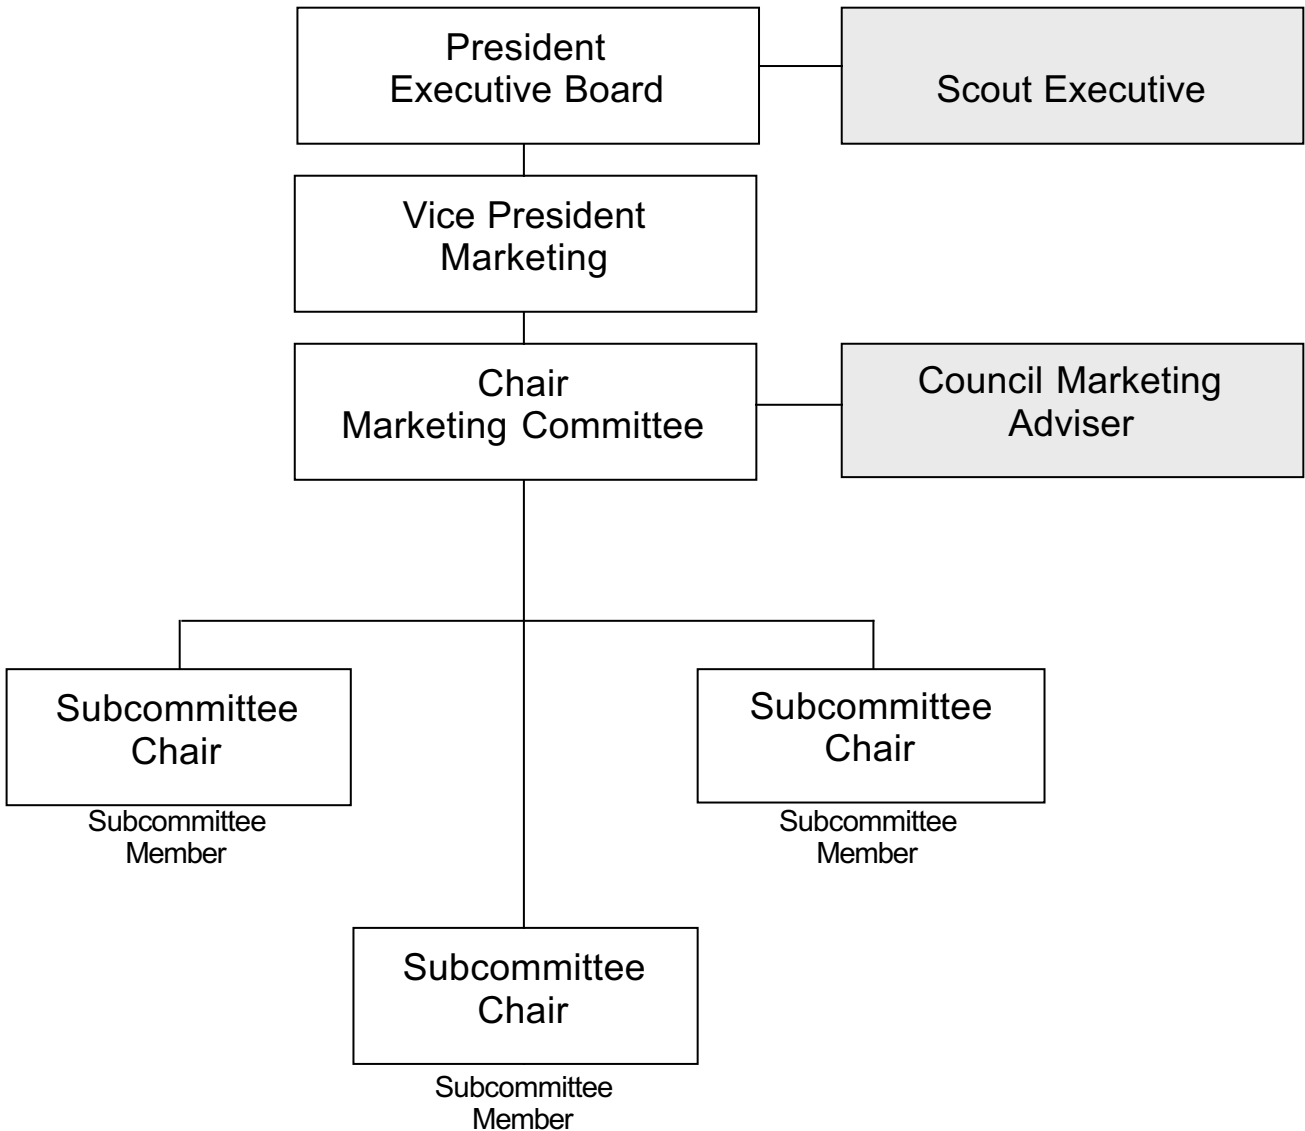 President
Executive Board
Scout Executive
Vice President
Marketing
Chair
Marketing Committee
Council Marketing
Adviser
Subcommittee
Chair
Subcommittee
Member
Subcommittee
Chair
Subcommittee
Member
Subcommittee
Chair
Subcommittee
Member